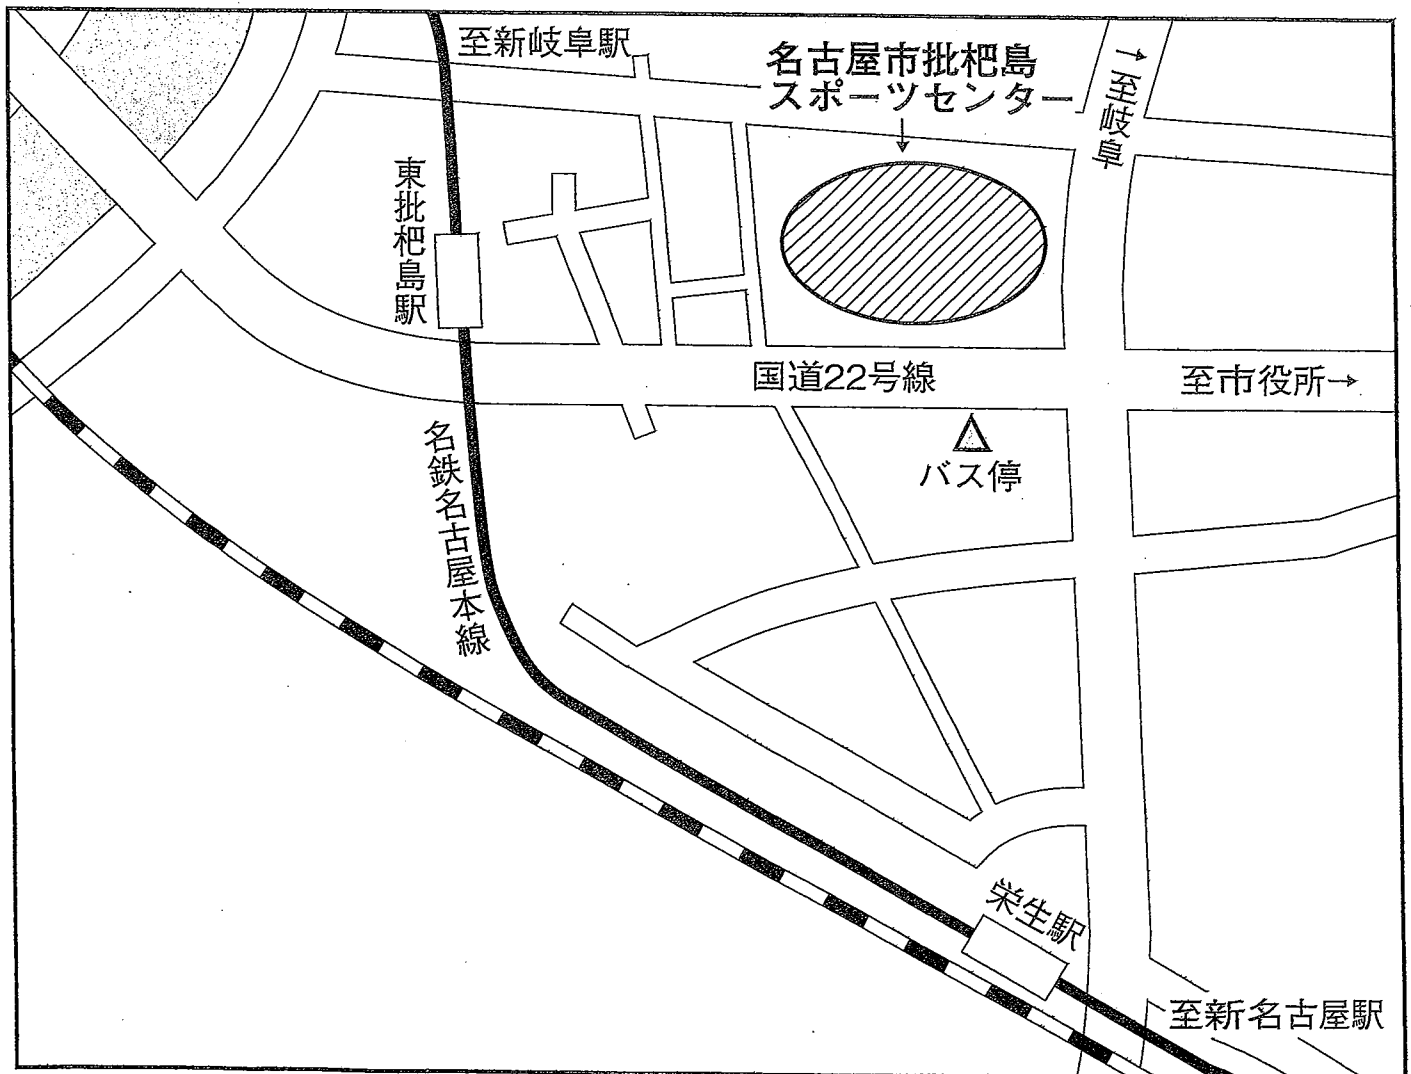 至新岐阜駅
名古屋市批杷島
スポーツセンター
↑至岐阜
東批杷島駅
国道22号線
至市役所→
バス停
名鉄名古屋本線
栄生駅
至新名古屋駅